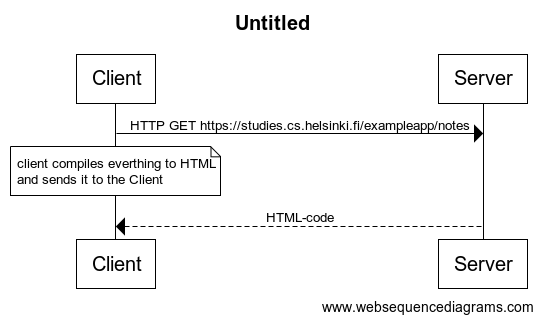 Untitled
Client
Server
HTTP GET https://studies.cs.helsinki.fi/exampleapp/notes
client compiles everthing to HTML
and sends it to the Client
HTML-code
Client
Server
www.websequencediagrams.com